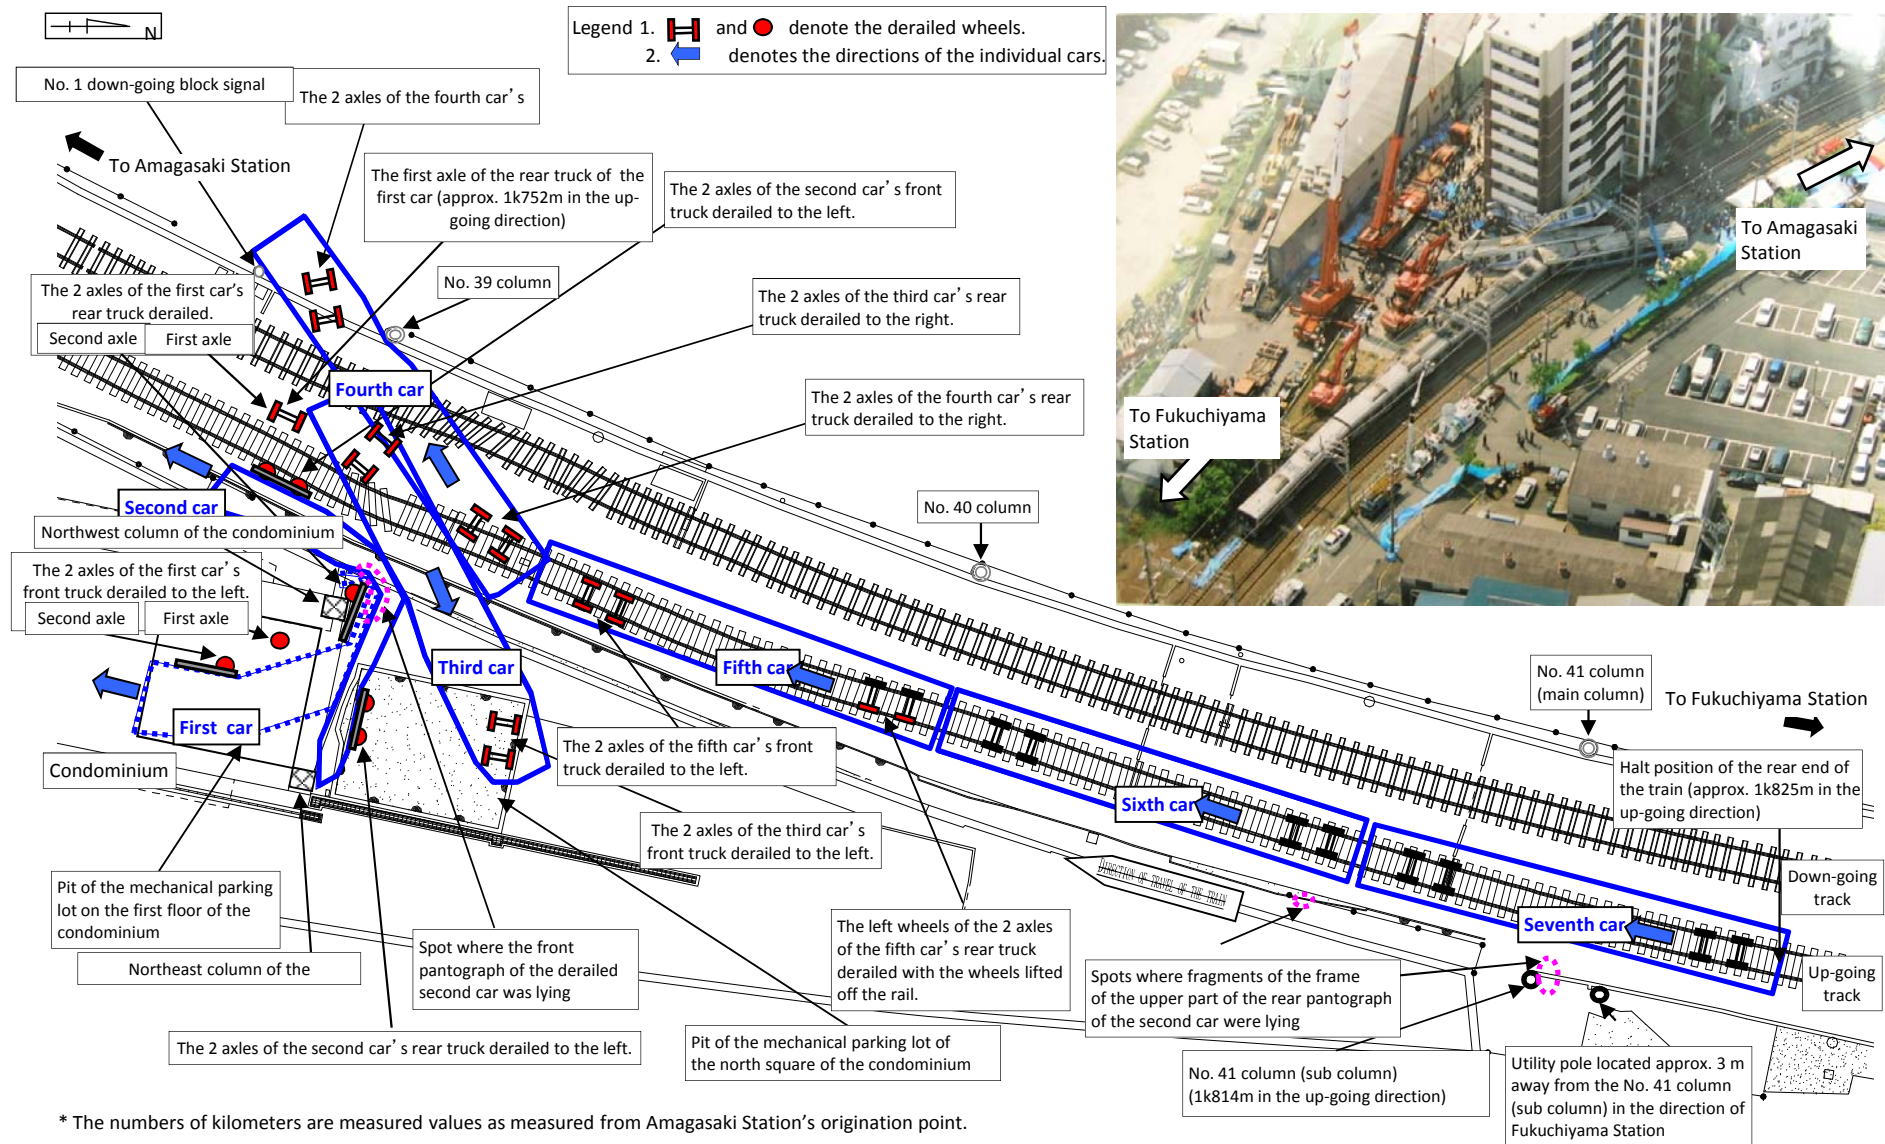 N
Legend 1. and denote the derailed wheels.
2. denotes the directions of the individual cars.
No. 1 down-going block signal
The 2 axles of the fourth car's
To Amagasaki Station
The first axle of the rear truck of the
first car (approx. 1k752m in the up-
going direction)
The 2 axles of the second car's front
truck derailed to the left.
To Amagasaki
Station
The 2 axles of the first car's
rear truck derailed.
Second axle
First axle
No. 39 column
The 2 axles of the third car's rear
truck derailed to the right.
Fourth car
The 2 axles of the fourth car's rear
truck derailed to the right.
To Fukuchiyama
Station
Second car
No. 40 column
Northwest column of the condominium
The 2 axles of the first car's
front truck derailed to the left.
Second axle
First axle
Third car
Fifth car
No. 41 column
(main column)
To Fukuchiyama Station
First car
The 2 axles of the fifth car's front
truck derailed to the left.
Condominium
Sixth car
Halt position of the rear end of
the train (approx. 1k825m in the
up-going direction)
The 2 axles of the third car's
front truck derailed to the left.
DIRECTION OF TRAVEL OF THE TRAIN
Down-going
track
Pit of the mechanical parking
lot on the first floor of the
condominium
Northeast column of the
Spot where the front
pantograph of the derailed
second car was lying
The left wheels of the 2 axles
of the fifth car's rear truck
derailed with the wheels lifted
off the rail.
Seventh car
Spots where fragments of the frame
of the upper part of the rear pantograph
of the second car were lying
Up-going
track
The 2 axles of the second car's rear truck derailed to the left.
Pit of the mechanical parking lot of
the north square of the condominium
No. 41 column (sub column)
(1k814m in the up-going direction)
Utility pole located approx. 3 m
away from the No. 41 column
(sub column) in the direction of
Fukuchiyama Station
* The numbers of kilometers are measured values as measured from Amagasaki Station's origination point.